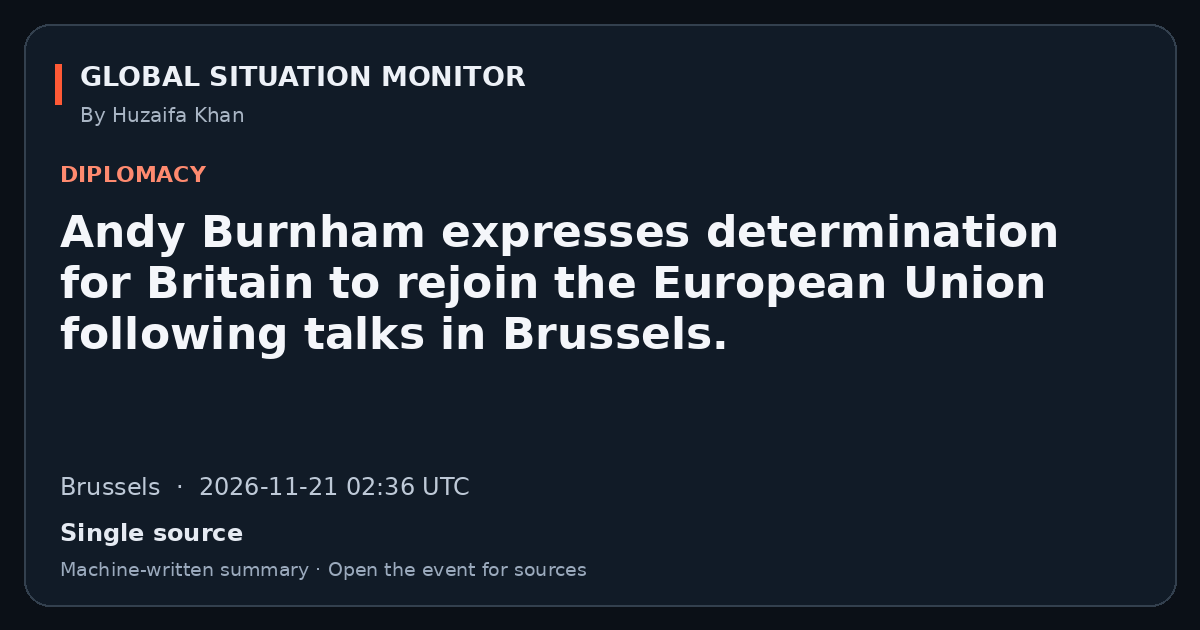 GLOBAL SITUATION MONITOR
By Huzaifa Khan
DIPLOMACY
Andy Burnham expresses determination
for Britain to rejoin the European Union
following talks in Brussels.
Brussels · 2026-11-21 02:36 UTC
Single source
Machine-written summary · Open the event for sources